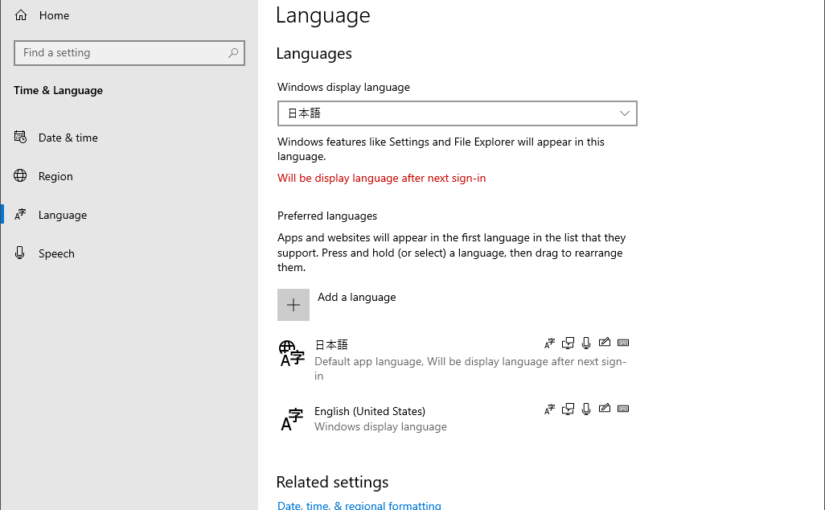 Home
Find a setting
Time & Language
Date & time
Region
Language
Speech
Language
Languages
Windows display language
日本語
Windows features like Settings and File Explorer will appear in this
language.
Will be display language after next sign-in
Preferred languages
Apps and websites will appear in the first language in the list that they
support. Press and hold (or select) a language, then drag to rearrange
them.
Add a language
日本語
Default app language, Will be display language after next sign-
in
English (United States)
Windows display language
Related settings
Date, time, & regional formatting